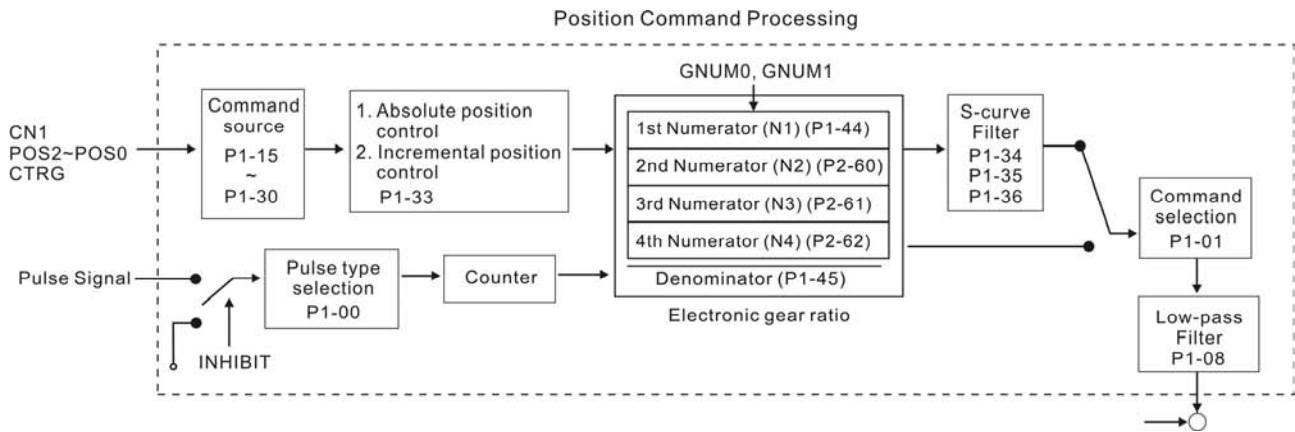 Position Command Processing
GNUM0, GNUM1
CN1
POS2~POS0
CTRG
Command
source
P1-15
~
P1-30
1. Absolute position
control
2. Incremental position
control
P1-33
1st Numerator (N1) (P1-44)
2nd Numerator (N2) (P2-60)
3rd Numerator (N3) (P2-61)
4th Numerator (N4) (P2-62)
Denominator (P1-45)
Electronic gear ratio
S-curve
Filter
P1-34
P1-35
P1-36
Command
selection
P1-01
Pulse Signal
INHIBIT
Pulse type
selection
P1-00
Counter
Low-pass
Filter
P1-08